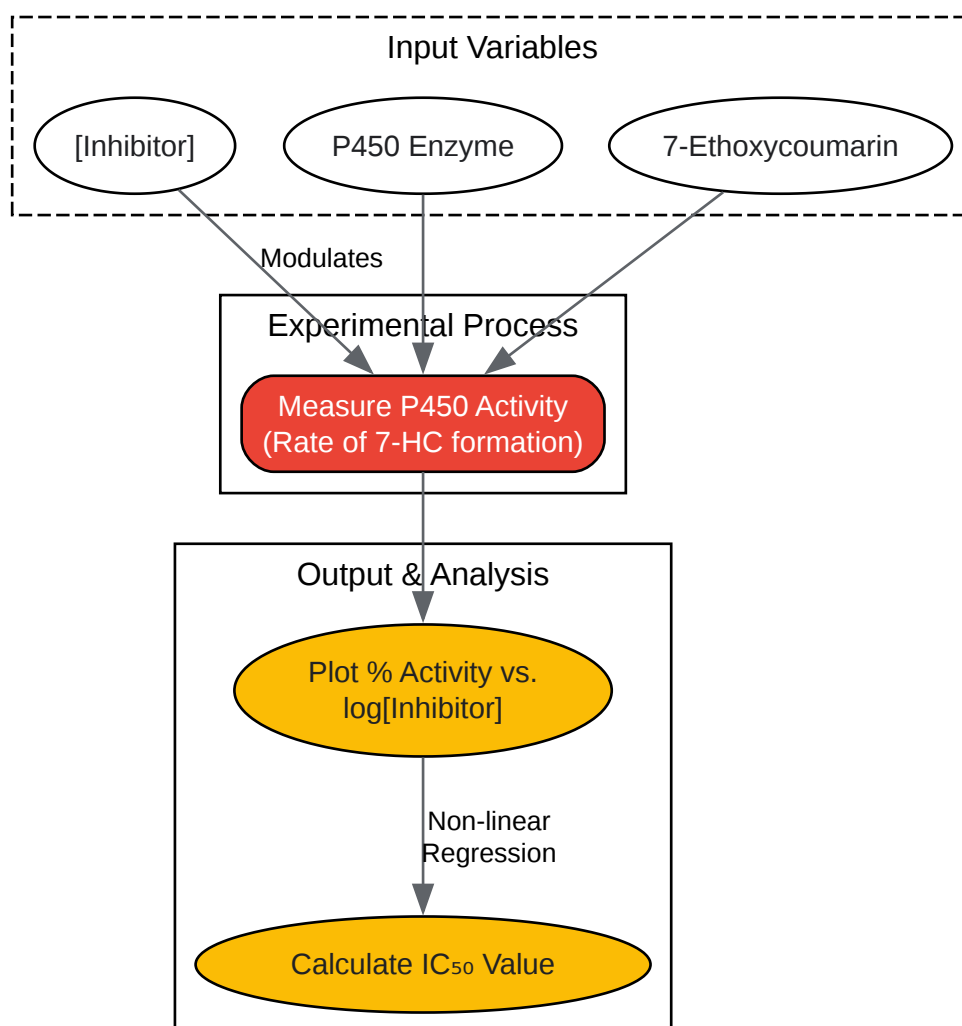 Input Variables
[Inhibitor]
P450 Enzyme
7-Ethoxycoumarin
Modulates
Experimental Process
Measure P450 Activity
(Rate of 7-HC formation)
Output & Analysis
Plot % Activity vs.
log[Inhibitor]
Non-linear
Regression
Calculate IC₅₀ Value